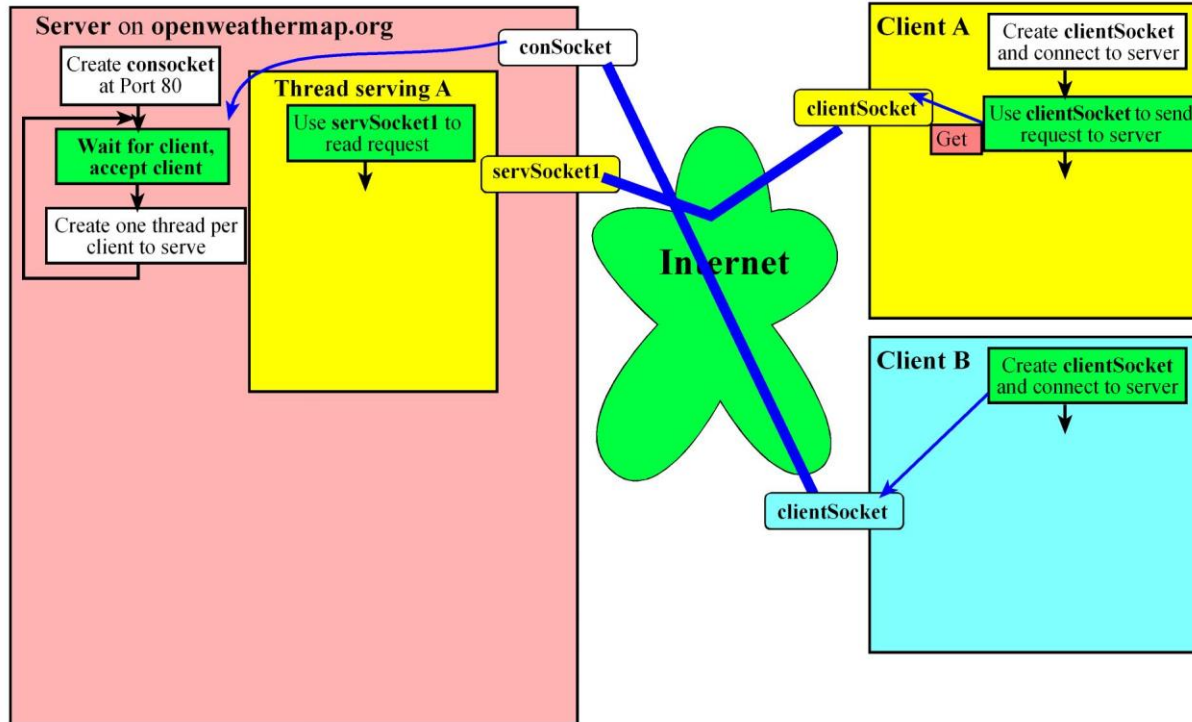 Server on openweathermap.org
Create consocket
at Port 80
Wait for client,
accept client
Create one thread per
client to serve
Thread serving A
Use servSocket1 to
read request
conSocket
servSocket1
Internet
clientSocket
Client A
Create clientSocket
and connect to server
Use clientSocket to send
request to server
Get
Client B
Create clientSocket
and connect to server
clientSocket